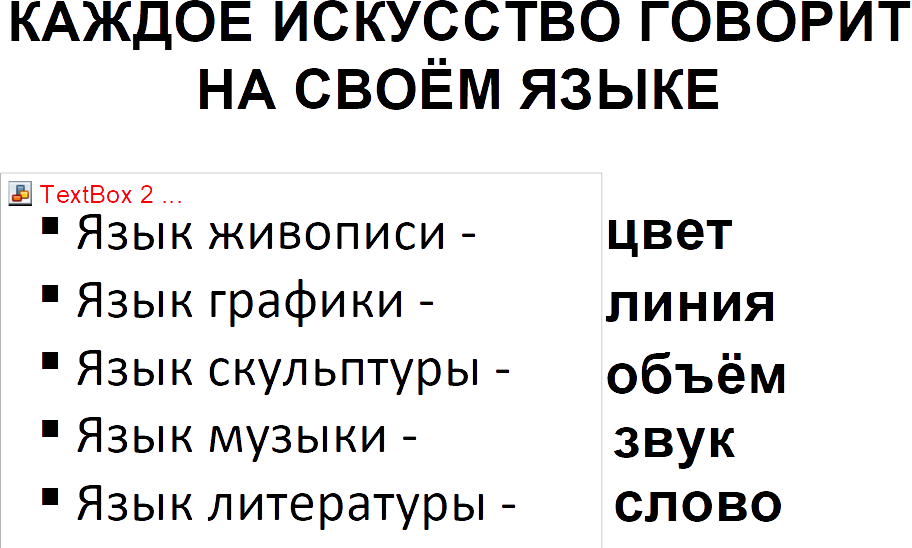 КАЖДОЕ ИСКУССТВО ГОВОРИТ
НА СВОЁМ ЯЗЫКЕ
TextBox 2 ...
▪ Язык живописи - цвет
▪ Язык графики - линия
▪ Язык скульптуры - объём
▪ Язык музыки - звук
▪ Язык литературы - слово